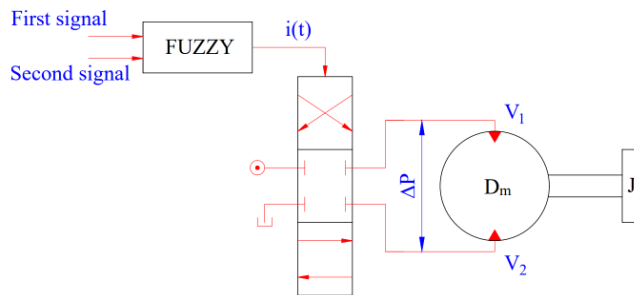 First signal
Second signal
FUZZY
i(t)
V1
ΔP
Dm
J
V2